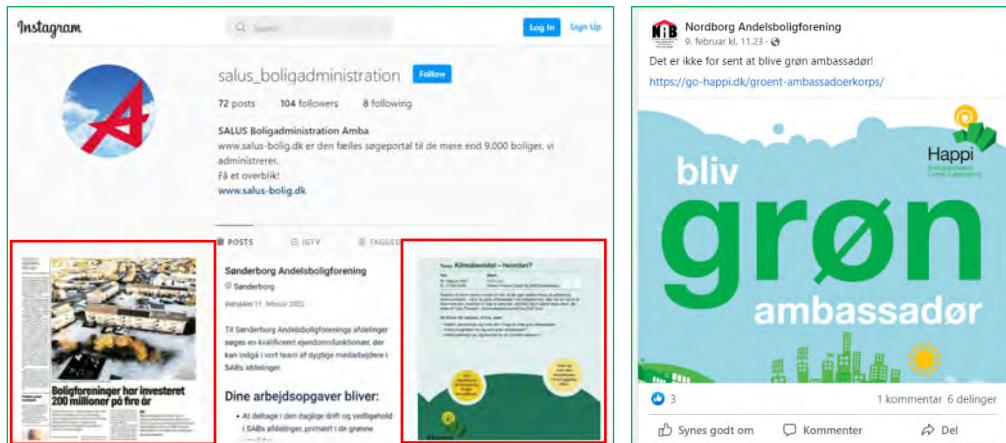 Instagram
Search
Log In
Sign Up
salus_boligadministration
Follow
72 posts 104 followers 8 following
SALUS Boligadministration Amba
www.salus-bolig.dk er den fælles søgeportal til de mere end 9.000 boliger, vi
administrerer.
Få et overblik!
www.salus-bolig.dk
POSTS IGTV TAGGED
Boligforeninger har investeret
200 millioner på fire år
Sønderborg Andelsboligforening
Sønderborg
Indrykket 11. februar 2022
Til Sønderborg Andelsboligforenings afdelinger
søges en kvalificeret ejendomsfunktionær, der
kan indgå i vort team af dygtige medarbejdere i
SABs afdelinger.
Dine arbejdsopgaver bliver:
• At deltage i den daglige drift og vedligehold
i SABs afdelinger, primært i de grønne
Tema: Klimabevidst – hvordan?
Nordborg Andelsboligforening
9. februar kl. 11.23
Det er ikke for sent at blive grøn ambassadør!
https://go-happi.dk/groent-ambassadoerkorps/
Happi
bliv
grøn
ambassadør
3
1 kommentar 6 delinger
Synes godt om Kommenter Del